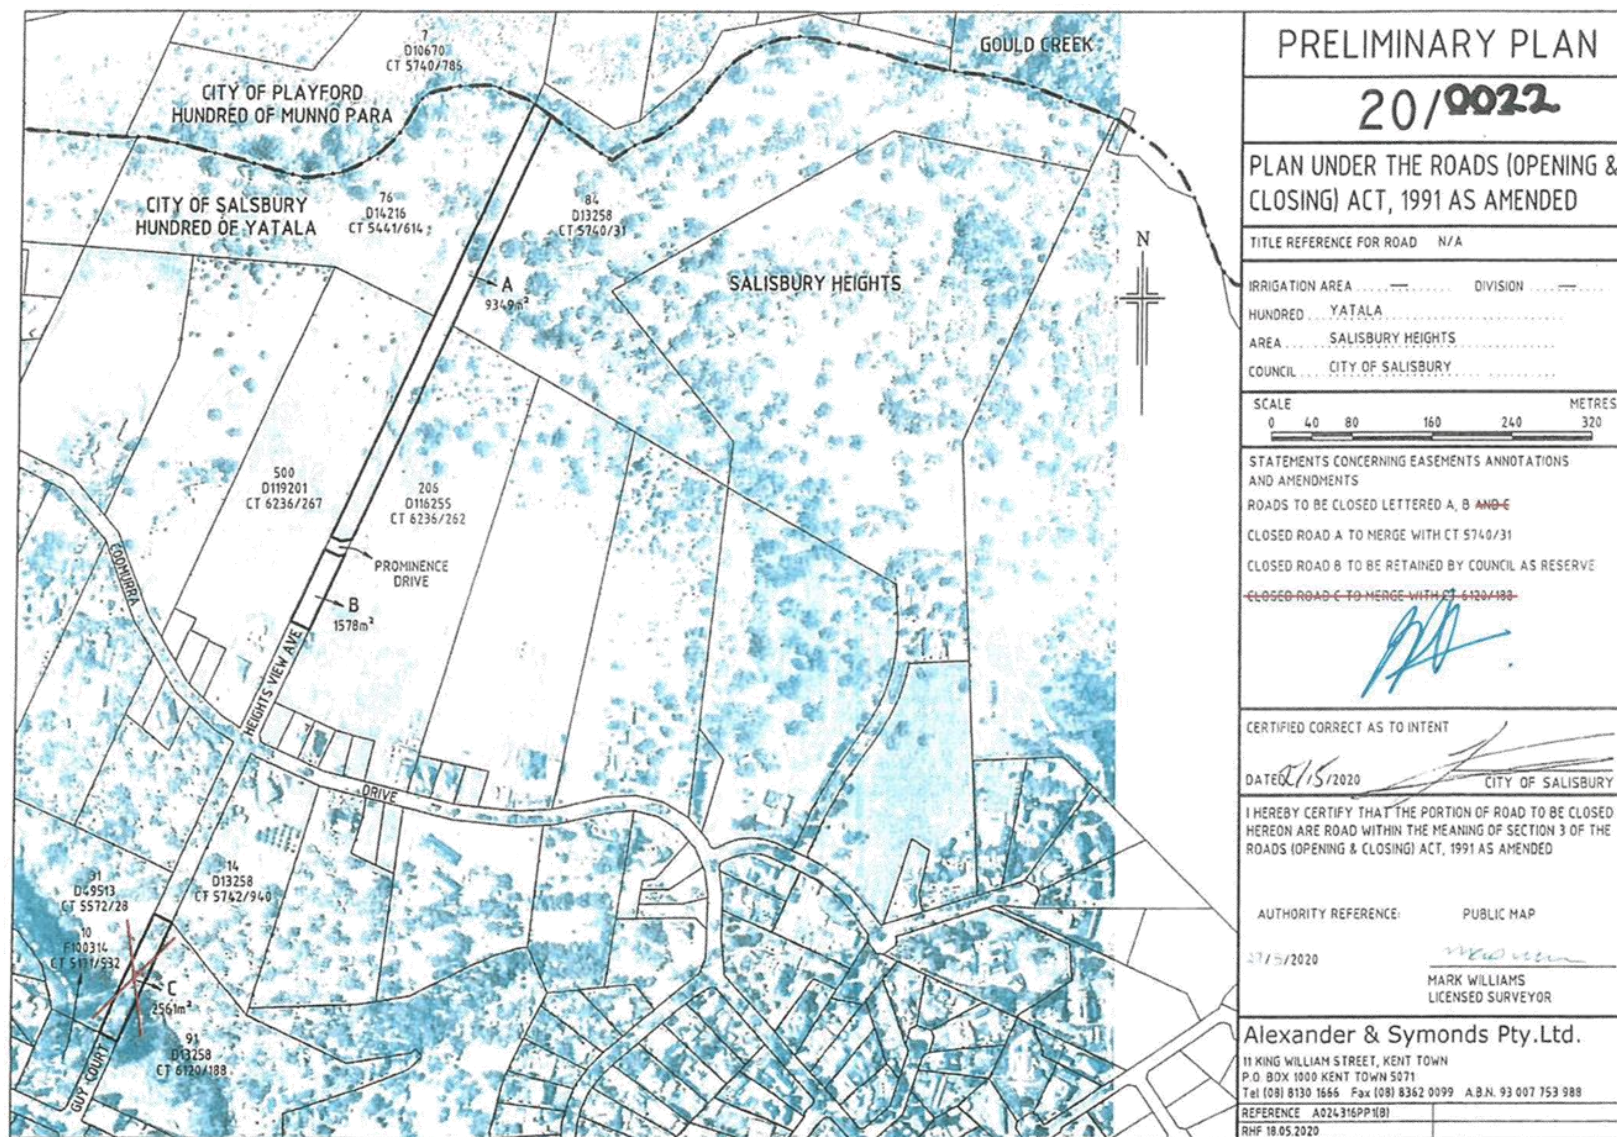 7
D10670
CT 5740/785
GOULD CREEK
CITY OF PLAYFORD
HUNDRED OF MUNNO PARA
CITY OF SALSBURY
HUNDRED OF YATALA
76
D14216
CT 5441/614
84
D13258
CT 5740/31
A
9349m²
SALISBURY HEIGHTS
N
500
D119201
CT 6236/267
206
D116255
CT 6236/262
PROMINENCE
DRIVE
B
1578m²
HEIGHTS VIEW AVE
COOMURRA
DRIVE
D49513
CT 5572/28
14
D13258
CT 5742/940
10
F100314
CT 5171/532
C
2561m²
91
D13258
CT 6120/188
GUY COURT
PRELIMINARY PLAN
20/0022
PLAN UNDER THE ROADS (OPENING &
CLOSING) ACT, 1991 AS AMENDED
TITLE REFERENCE FOR ROAD N/A
IRRIGATION AREA ...... — ...... DIVISION ...... —
HUNDRED YATALA
AREA SALISBURY HEIGHTS
COUNCIL CITY OF SALISBURY
SCALE METRES
0 40 80 160 240 320
STATEMENTS CONCERNING EASEMENTS ANNOTATIONS
AND AMENDMENTS
ROADS TO BE CLOSED LETTERED A, B AND C
CLOSED ROAD A TO MERGE WITH CT 5740/31
CLOSED ROAD B TO BE RETAINED BY COUNCIL AS RESERVE
CLOSED ROAD C TO MERGE WITH CT 6120/188
CERTIFIED CORRECT AS TO INTENT
DATE /5/2020 CITY OF SALISBURY
I HEREBY CERTIFY THAT THE PORTION OF ROAD TO BE CLOSED
HEREON ARE ROAD WITHIN THE MEANING OF SECTION 3 OF THE
ROADS (OPENING & CLOSING) ACT, 1991 AS AMENDED
AUTHORITY REFERENCE: PUBLIC MAP
27/5/2020
MARK WILLIAMS
LICENSED SURVEYOR
Alexander & Symonds Pty.Ltd.
11 KING WILLIAM STREET, KENT TOWN
P.O. BOX 1000 KENT TOWN 5071
Tel (08) 8130 1666 Fax (08) 8362 0099 A.B.N. 93 007 753 988
REFERENCE A024316PP1(B)
RHF 18.05.2020